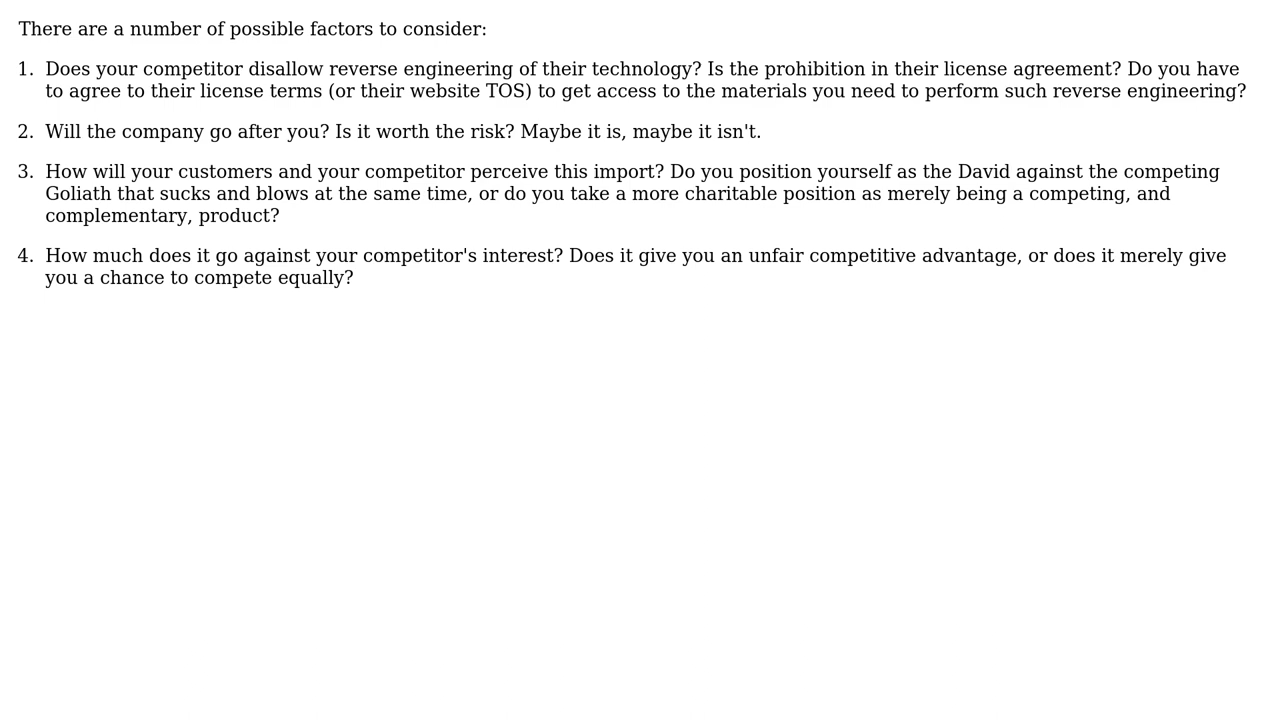 There are a number of possible factors to consider:
1. Does your competitor disallow reverse engineering of their technology? Is the prohibition in their license agreement? Do you have
to agree to their license terms (or their website TOS) to get access to the materials you need to perform such reverse engineering?
2. Will the company go after you? Is it worth the risk? Maybe it is, maybe it isn't.
3. How will your customers and your competitor perceive this import? Do you position yourself as the David against the competing
Goliath that sucks and blows at the same time, or do you take a more charitable position as merely being a competing, and
complementary, product?
4. How much does it go against your competitor's interest? Does it give you an unfair competitive advantage, or does it merely give
you a chance to compete equally?